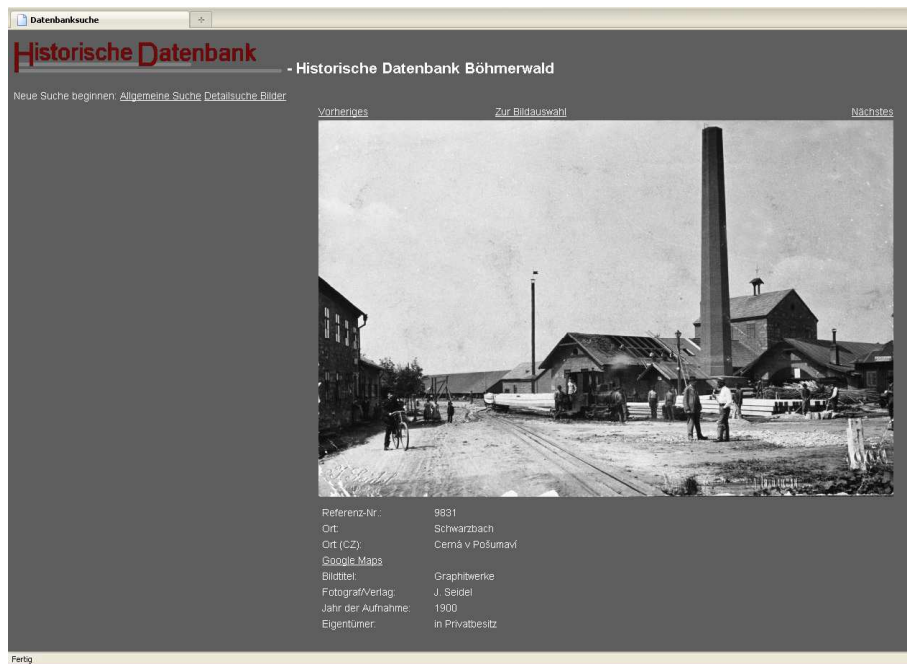 Datenbanksuche
Historische Datenbank - Historische Datenbank Böhmerwald
Neue Suche beginnen: Allgemeine Suche Detailsuche Bilder
Vorheriges Zur Bildauswahl Nächstes
Referenz-Nr.: 9831
Ort: Schwarzbach
Ort (CZ): Cerná v Pošumaví
Google Maps
Bildtitel: Graphitwerke
Fotograf/Verlag: J. Seidel
Jahr der Aufnahme: 1900
Eigentümer: in Privatbesitz
Fertig